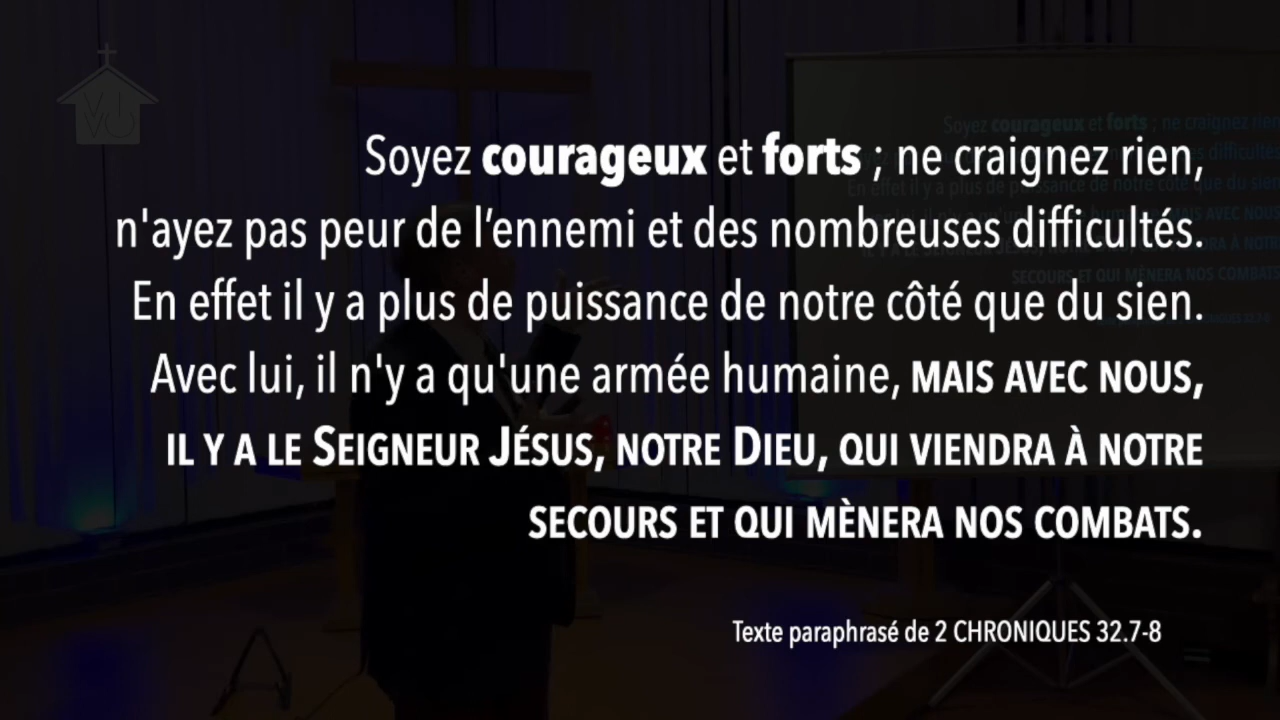 Soyez courageux et forts ; ne craignez rien,
n'ayez pas peur de l’ennemi et des nombreuses difficultés.
En effet il y a plus de puissance de notre côté que du sien.
Avec lui, il n'y a qu'une armée humaine, MAIS AVEC NOUS,
IL Y A LE SEIGNEUR JÉSUS, NOTRE DIEU, QUI VIENDRA À NOTRE
SECOURS ET QUI MÈNERA NOS COMBATS.
Texte paraphrasé de 2 CHRONIQUES 32.7-8